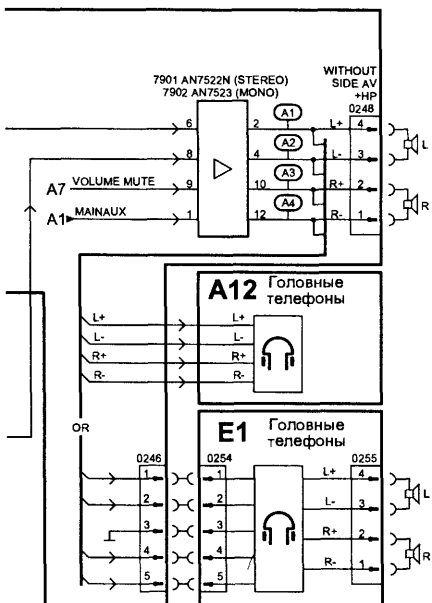 7901 AN7522N (STEREO)
7902 AN7523 (MONO)
WITHOUT
SIDE AV
+HP
0248
6 2 A1 L+ 4
8 4 A2 L- 3 L
A7 VOLUME MUTE 9 10 A3 R+ 2
A1 MAINAUX 1 12 A4 R- 1 R
A12 Головные
телефоны
L+ L+
L- L-
R+ R+
R- R-
OR
E1 Головные
телефоны
0246 0254 0255
1 1 L+ 4
2 2 L- 3 L
3 3 R+ 2
4 4 R- 1 R
5 5